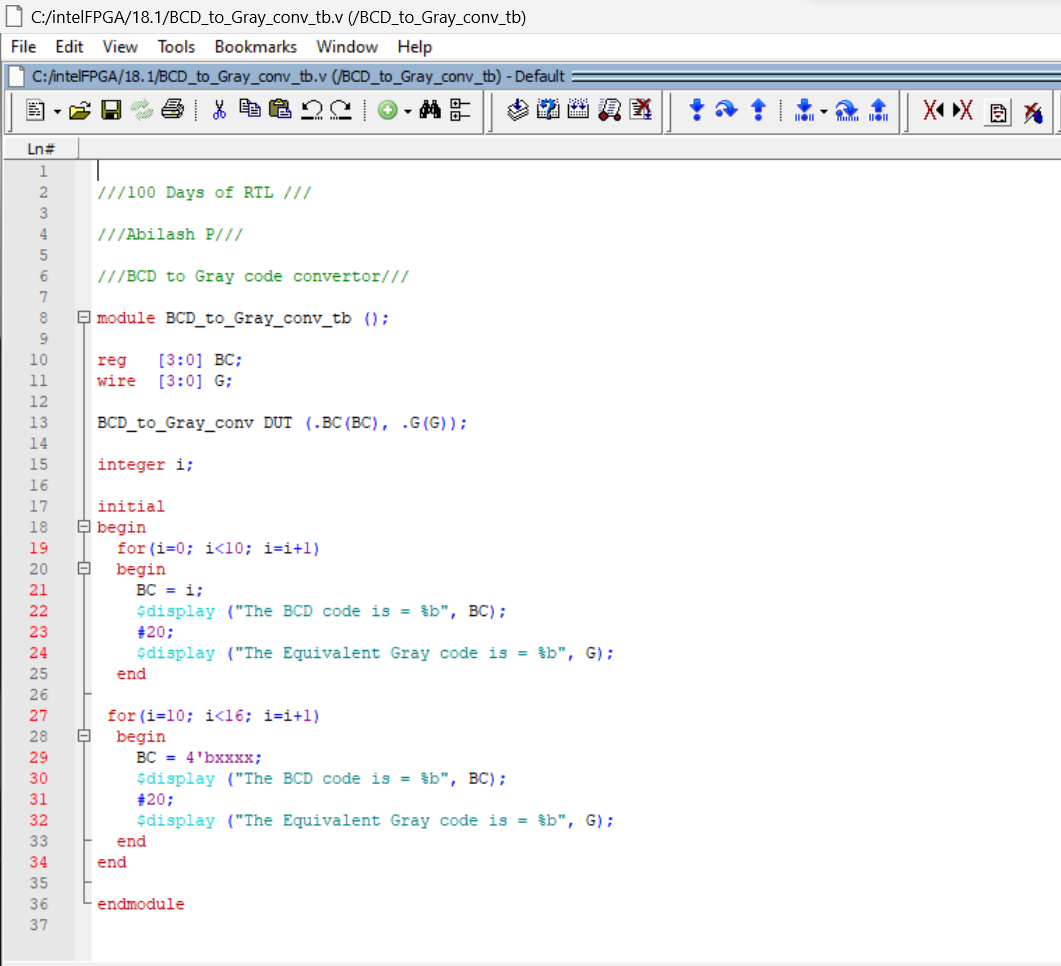 C:/intelFPGA/18.1/BCD_to_Gray_conv_tb.v (/BCD_to_Gray_conv_tb)
File Edit View Tools Bookmarks Window Help
C:/intelFPGA/18.1/BCD_to_Gray_conv_tb.v (/BCD_to_Gray_conv_tb) - Default
Ln#
1
2 ///100 Days of RTL ///
3
4 ///Abilash P///
5
6 ///BCD to Gray code convertor///
7
8 module BCD_to_Gray_conv_tb ();
9
10 reg   [3:0] BC;
11 wire  [3:0] G;
12
13 BCD_to_Gray_conv DUT (.BC(BC), .G(G));
14
15 integer i;
16
17 initial
18 begin
19   for(i=0; i<10; i=i+1)
20   begin
21     BC = i;
22     $display ("The BCD code is = %b", BC);
23     #20;
24     $display ("The Equivalent Gray code is = %b", G);
25   end
26
27  for(i=10; i<16; i=i+1)
28   begin
29     BC = 4'bxxxx;
30     $display ("The BCD code is = %b", BC);
31     #20;
32     $display ("The Equivalent Gray code is = %b", G);
33   end
34 end
35
36 endmodule
37